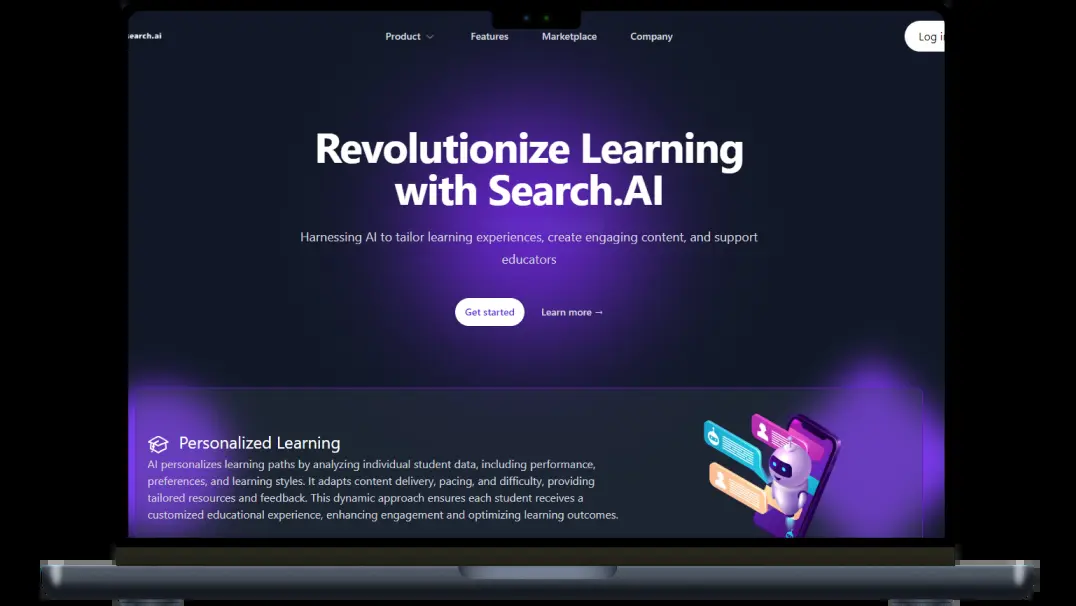 earch.ai
Product
Features
Marketplace
Company
Log in
Revolutionize Learning
with Search.AI
Harnessing AI to tailor learning experiences, create engaging content, and support
educators
Get started
Learn more →
Personalized Learning
AI personalizes learning paths by analyzing individual student data, including performance,
preferences, and learning styles. It adapts content delivery, pacing, and difficulty, providing
tailored resources and feedback. This dynamic approach ensures each student receives a
customized educational experience, enhancing engagement and optimizing learning outcomes.